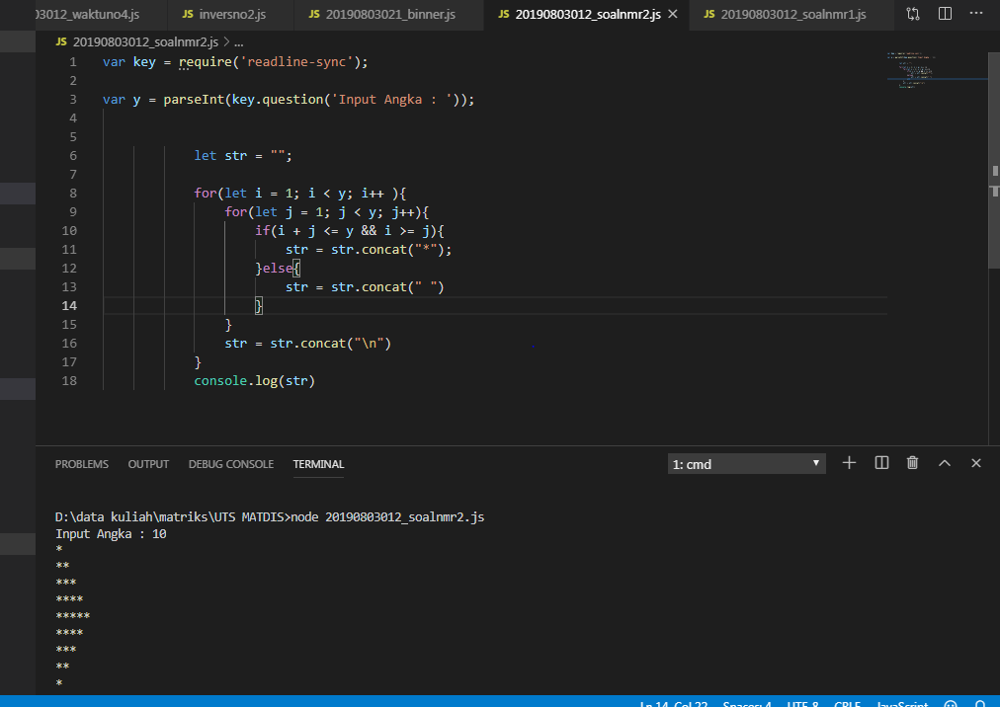 03012_waktuno4.js JS inversno2.js JS 20190803021_binner.js JS 20190803012_soalnmr2.js JS 20190803012_soalnmr1.js
JS 20190803012_soalnmr2.js > ...
1 var key = require('readline-sync');
2
3 var y = parseInt(key.question('Input Angka : '));
4
5
6 let str = "";
7
8 for(let i = 1; i < y; i++ ){
9 for(let j = 1; j < y; j++){
10 if(i + j <= y && i >= j){
11 str = str.concat("*");
12 }else{
13 str = str.concat(" ")
14 }
15 }
16 str = str.concat("\n")
17 }
18 console.log(str)
PROBLEMS OUTPUT DEBUG CONSOLE TERMINAL 1: cmd
D:\data kuliah\matriks\UTS MATDIS>node 20190803012_soalnmr2.js
Input Angka : 10
*
**
***
****
*****
****
***
**
*
Ln 14, Col 22 Spaces: 4 UTF-8 CRLF JavaScript